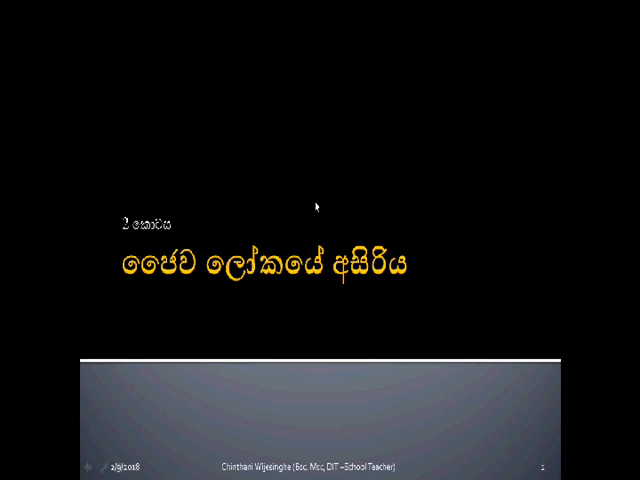 2 කොටස
ජෛව ලෝකයේ අසිරිය
2/9/2018
Chinthani Wijesinghe (Bsc. Msc, DIT –School Teacher)
1